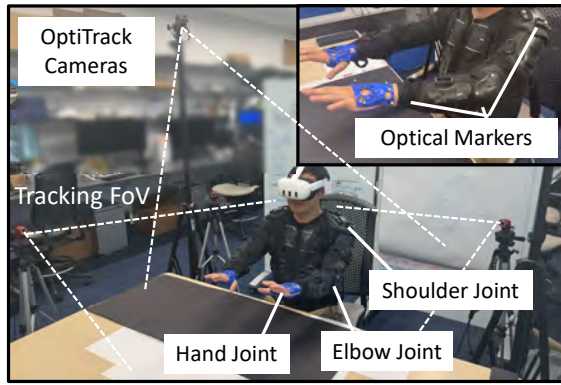 OptiTrack
Cameras
Optical Markers
Tracking FoV
Shoulder Joint
Hand Joint
Elbow Joint